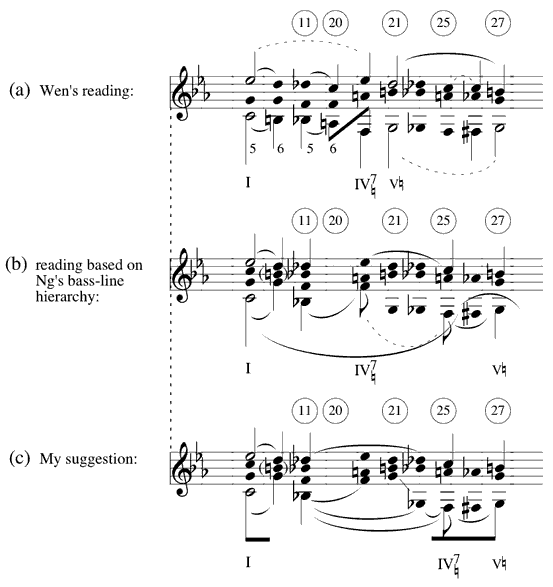 11 20 21 25 27
(a) Wen's reading:
5 6 5 6
I IV7♮ V♮
11 20 21 25 27
(b) reading based on
Ng's bass-line
hierarchy:
I IV7♮ V♮
11 20 21 25 27
(c) My suggestion:
I IV7♮ V♮